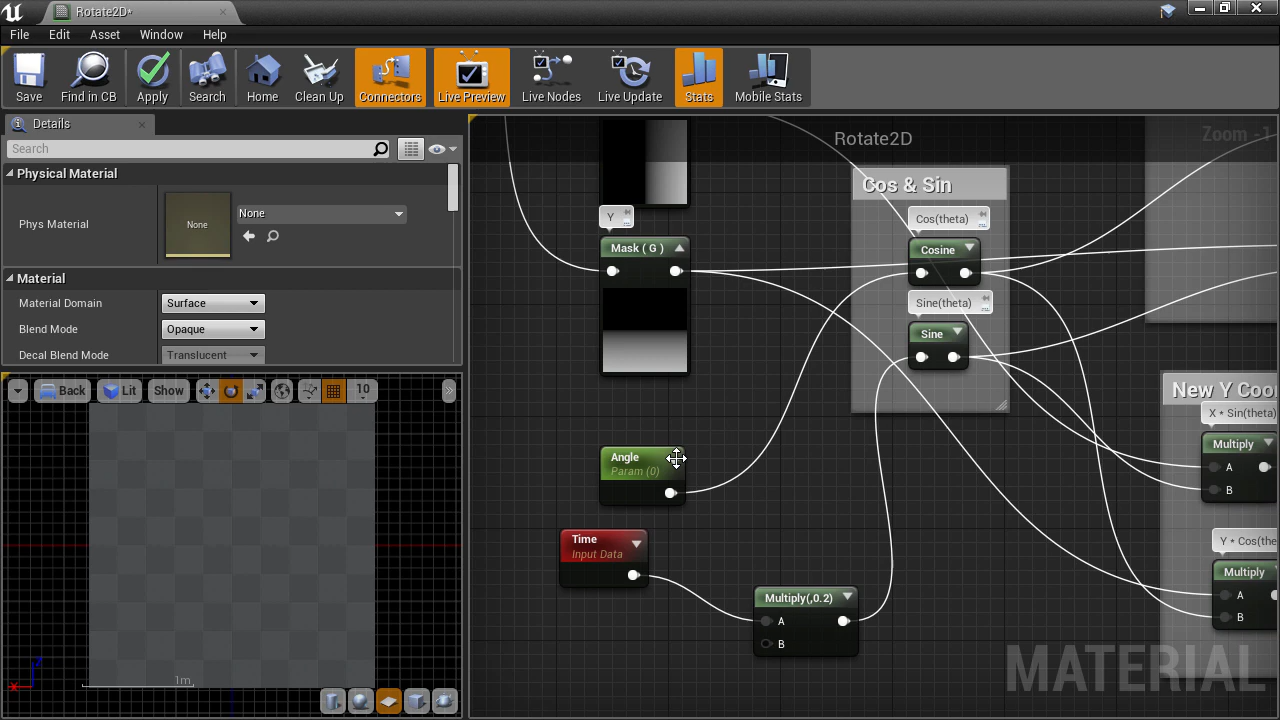 Rotate2D*
File Edit Asset Window Help
Save Find in CB Apply Search Home Clean Up Connectors Live Preview Live Nodes Live Update Stats Mobile Stats
Details
Search
Physical Material
Phys Material
None
None
Material
Material Domain Surface
Blend Mode Opaque
Decal Blend Mode Translucent
Back Lit Show 10
1m
Z
Rotate2D
Zoom -1
Y
Mask ( G )
Cos & Sin
Cos(theta)
Cosine
Sine(theta)
Sine
Angle
Param (0)
Time
Input Data
Multiply(,0.2)
A
B
New Y Coor
X * Sin(theta)
Multiply
A
B
Y * Cos(the
Multiply
A
B
MATERIAL